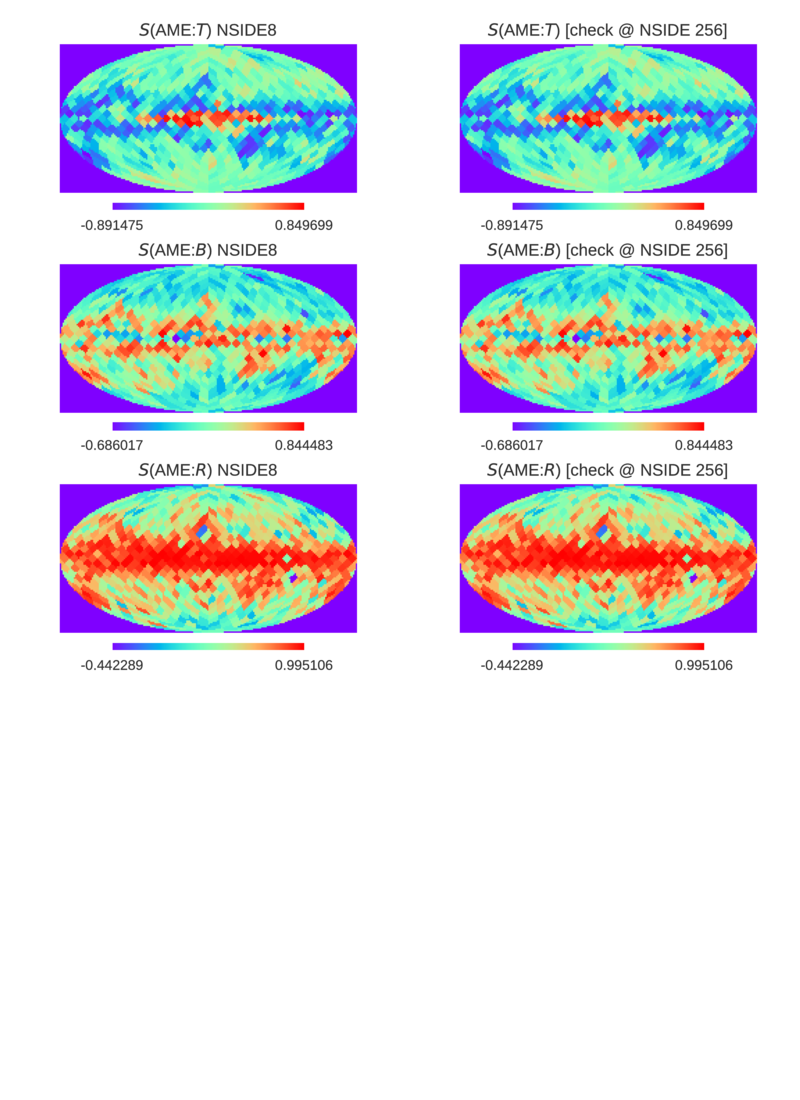 S(AME:T) NSIDE8
S(AME:T) [check @ NSIDE 256]
-0.891475 0.849699
-0.891475 0.849699
S(AME:B) NSIDE8
S(AME:B) [check @ NSIDE 256]
-0.686017 0.844483
-0.686017 0.844483
S(AME:R) NSIDE8
S(AME:R) [check @ NSIDE 256]
-0.442289 0.995106
-0.442289 0.995106